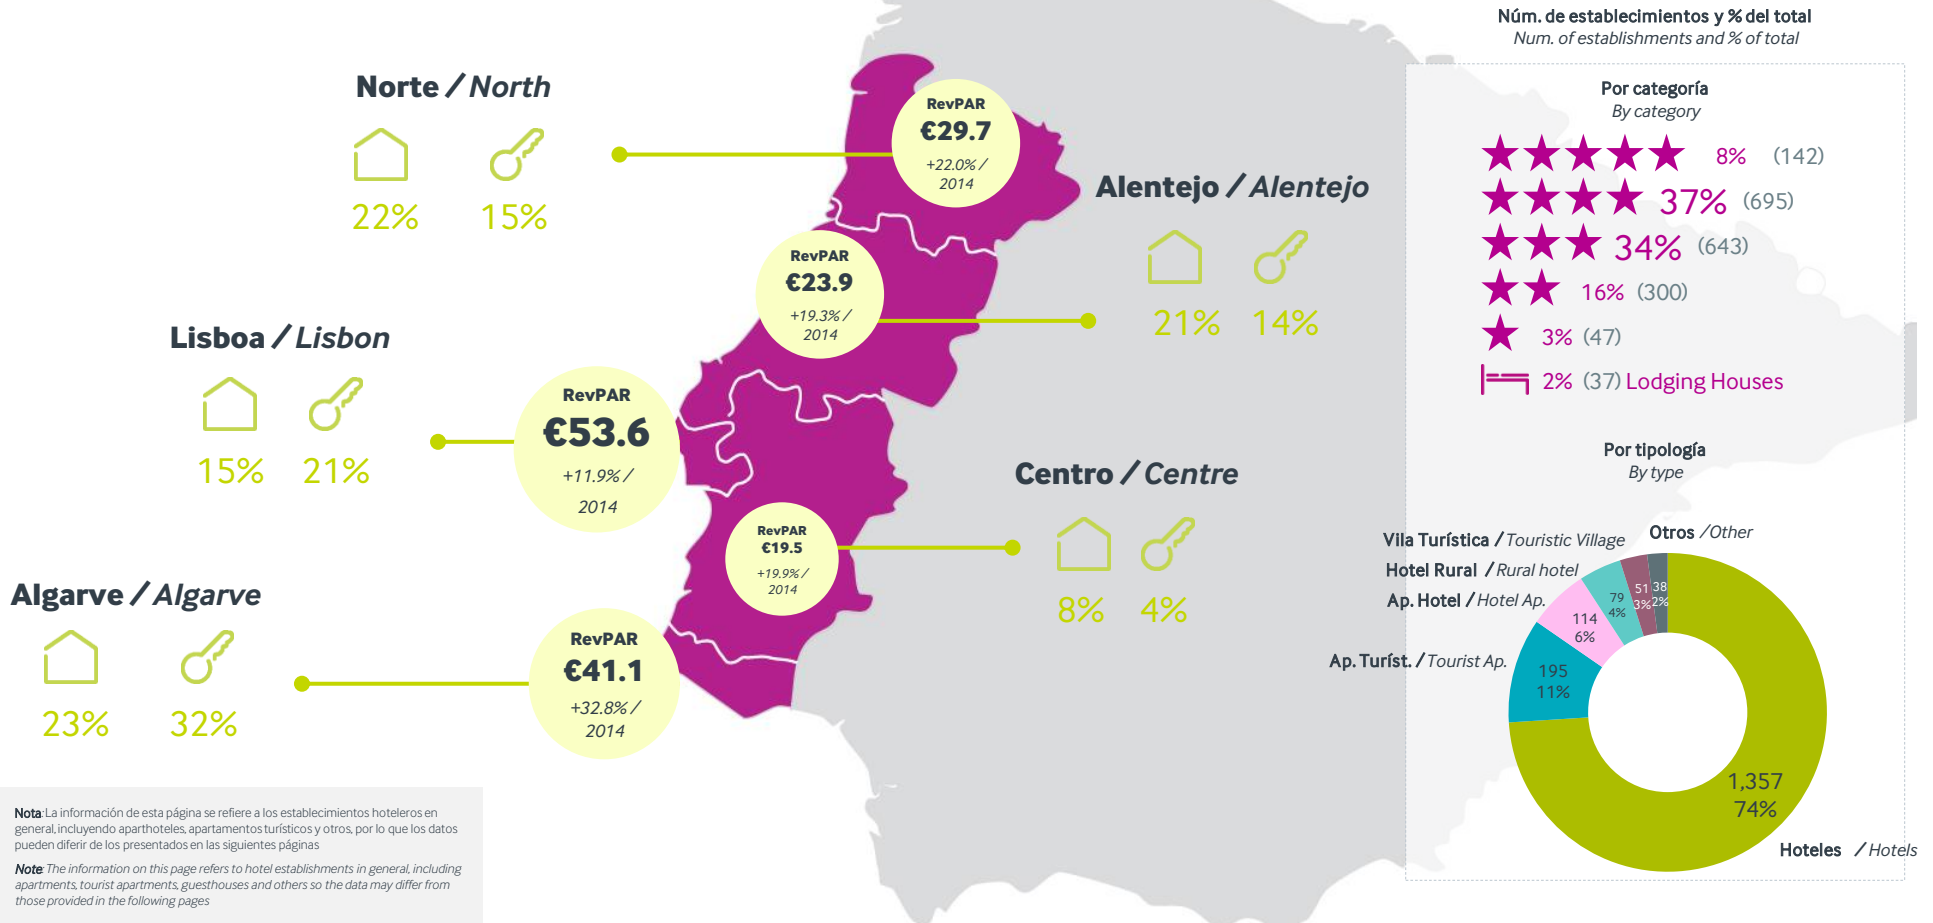 Norte / North
22% 15%
RevPAR
€29.7
+22.0% /
2014
Alentejo / Alentejo
21% 14%
RevPAR
€23.9
+19.3% /
2014
Lisboa / Lisbon
15% 21%
RevPAR
€53.6
+11.9% /
2014
Centro / Centre
8% 4%
RevPAR
€19.5
+19.9% /
2014
Algarve / Algarve
23% 32%
RevPAR
€41.1
+32.8% /
2014
Nota: La información de esta página se refiere a los establecimientos hoteleros en
general, incluyendo aparthoteles, apartamentos turísticos y otros, por lo que los datos
pueden diferir de los presentados en las siguientes páginas
Note: The information on this page refers to hotel establishments in general, including
apartments, tourist apartments, guesthouses and others so the data may differ from
those provided in the following pages
Núm. de establecimientos y % del total
Num. of establishments and % of total
Por categoría
By category
8% (142)
37% (695)
34% (643)
16% (300)
3% (47)
2% (37) Lodging Houses
Por tipología
By type
Otros / Other
Vila Turística / Touristic Village
Hotel Rural / Rural hotel
Ap. Hotel / Hotel Ap.
Ap. Turíst. / Tourist Ap.
38
2%
51
3%
79
4%
114
6%
195
11%
1,357
74%
Hoteles / Hotels